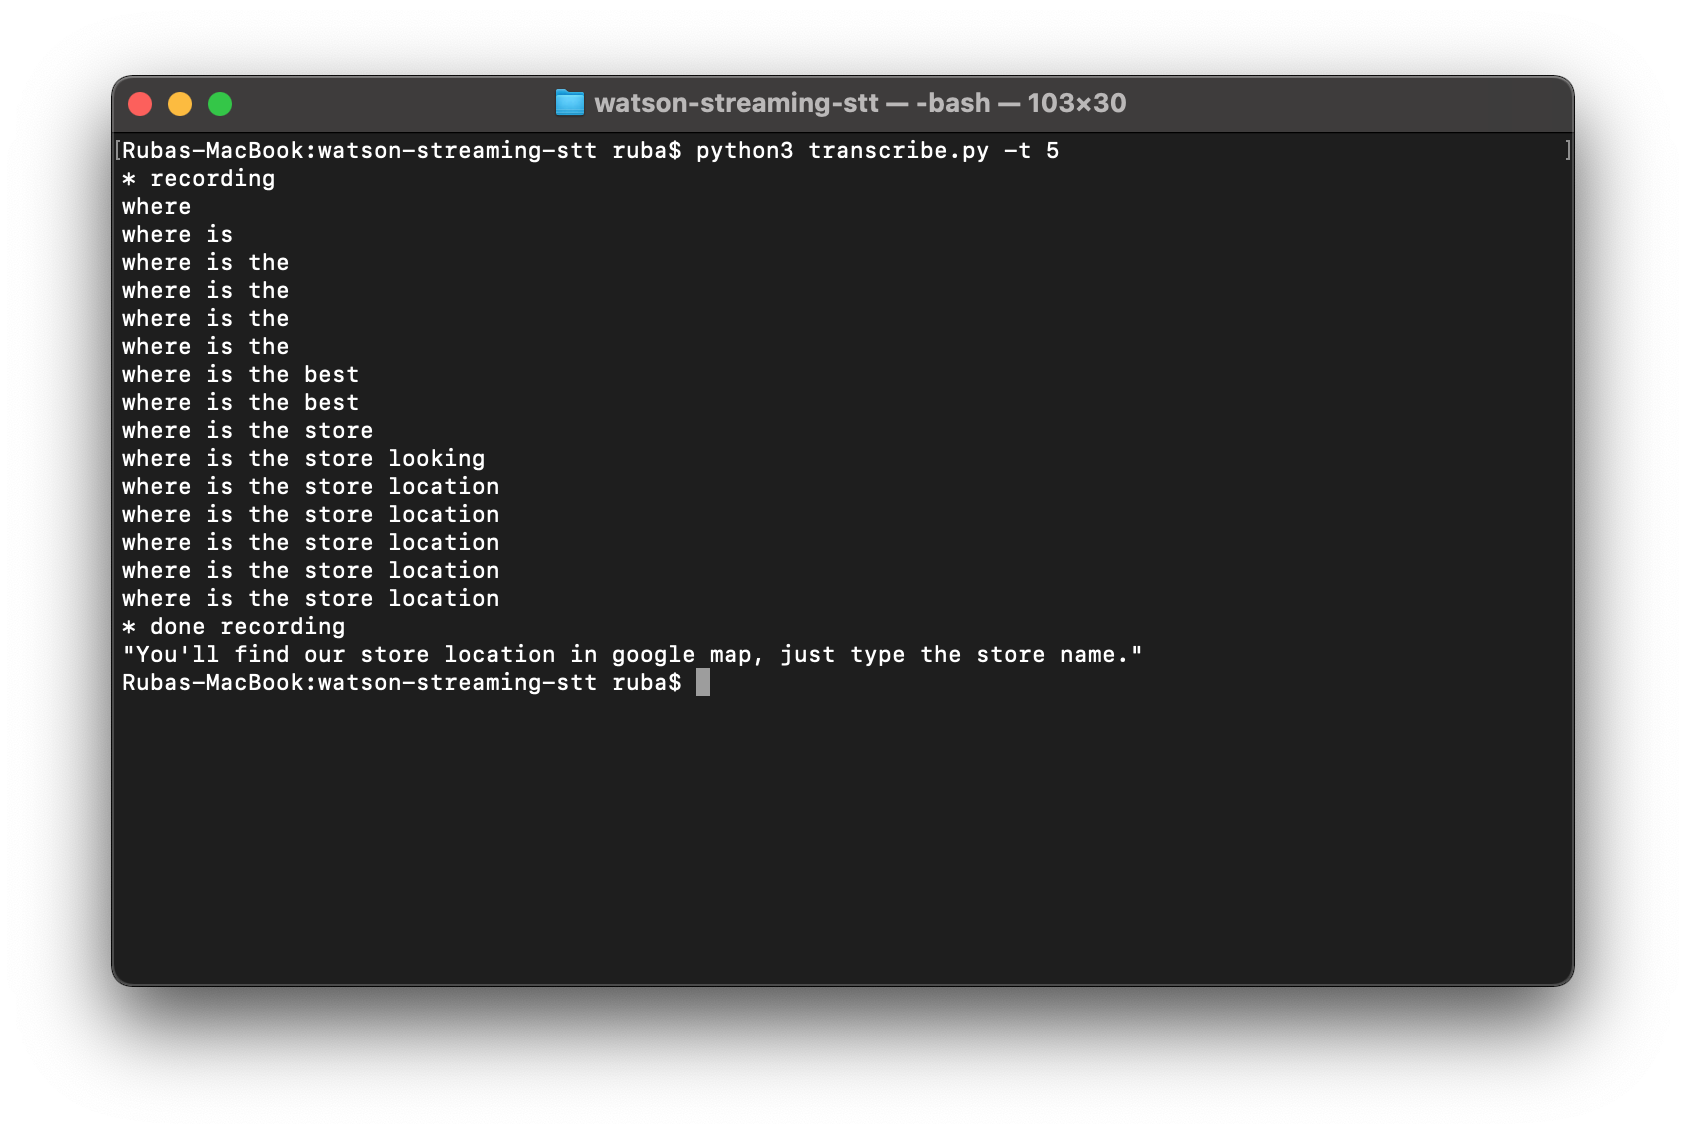 watson-streaming-stt — -bash — 103×30
[Rubas-MacBook:watson-streaming-stt ruba$ python3 transcribe.py -t 5 ]
* recording
where
where is
where is the
where is the
where is the
where is the
where is the best
where is the best
where is the store
where is the store looking
where is the store location
where is the store location
where is the store location
where is the store location
where is the store location
* done recording
"You'll find our store location in google map, just type the store name."
Rubas-MacBook:watson-streaming-stt ruba$